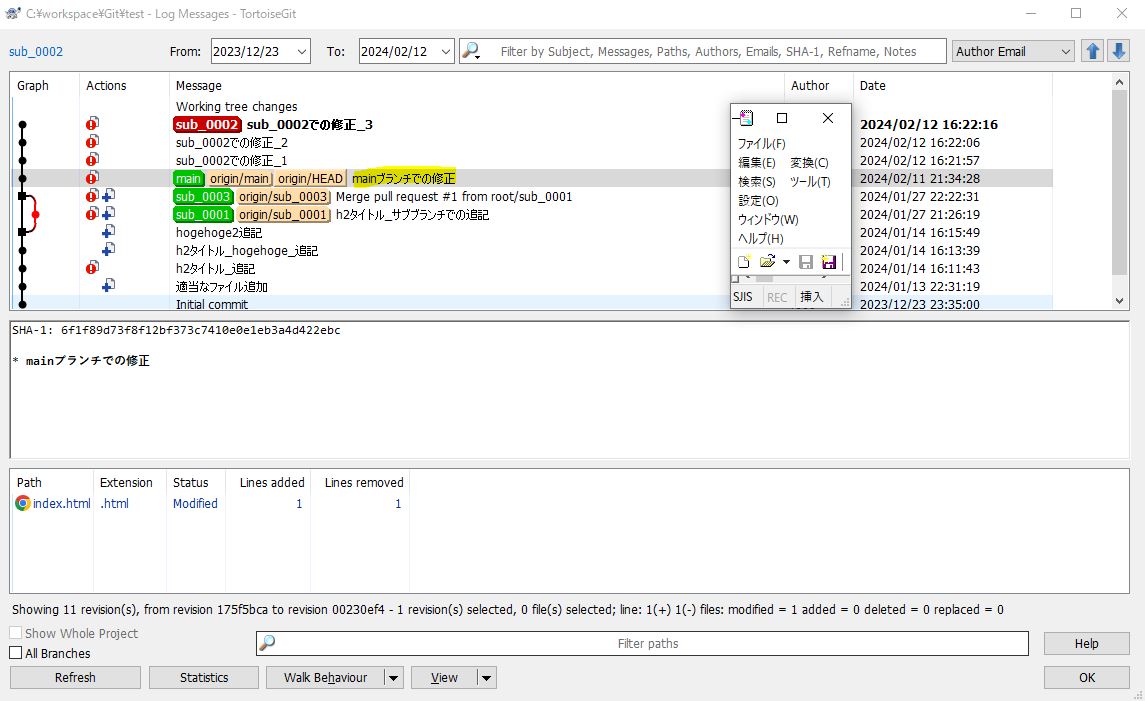 C:¥workspace¥Git¥test - Log Messages - TortoiseGit
sub_0002 From: 2023/12/23 To: 2024/02/12 Filter by Subject, Messages, Paths, Authors, Emails, SHA-1, Refname, Notes Author Email
Graph Actions Message Author Date
Working tree changes
sub_0002 sub_0002での修正_3 2024/02/12 16:22:16
sub_0002での修正_2 2024/02/12 16:22:06
sub_0002での修正_1 2024/02/12 16:21:57
main origin/main origin/HEAD mainブランチでの修正 2024/02/11 21:34:28
sub_0003 origin/sub_0003 Merge pull request #1 from root/sub_0001 2024/01/27 22:22:31
sub_0001 origin/sub_0001 h2タイトル_サブブランチでの追記 2024/01/27 21:26:19
hogehoge2追記 2024/01/14 16:15:49
h2タイトル_hogehoge_追記 2024/01/14 16:13:39
h2タイトル_追記 2024/01/14 16:11:43
適当なファイル追加 2024/01/13 22:31:19
Initial commit 2023/12/23 23:35:00
ファイル(F)
編集(E) 変換(C)
検索(S) ツール(T)
設定(O)
ウィンドウ(W)
ヘルプ(H)
SJIS REC 挿入
SHA-1: 6f1f89d73f8f12bf373c7410e0e1eb3a4d422ebc
* mainブランチでの修正
Path Extension Status Lines added Lines removed
index.html .html Modified 1 1
Showing 11 revision(s), from revision 175f5bca to revision 00230ef4 - 1 revision(s) selected, 0 file(s) selected; line: 1(+) 1(-) files: modified = 1 added = 0 deleted = 0 replaced = 0
Show Whole Project
All Branches
Filter paths
Help
Refresh Statistics Walk Behaviour View OK